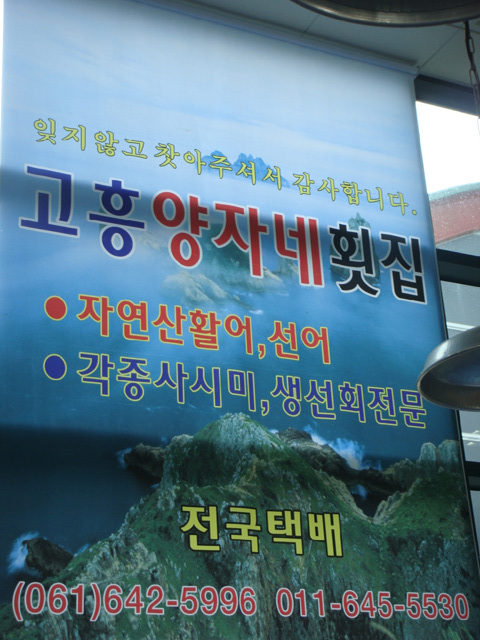 잊지않고 찾아주셔서 감사합니다.
고흥양자네횟집
● 자연산활어,선어
● 각종사시미,생선회전문
전국택배
(061)642-5996 011-645-5530